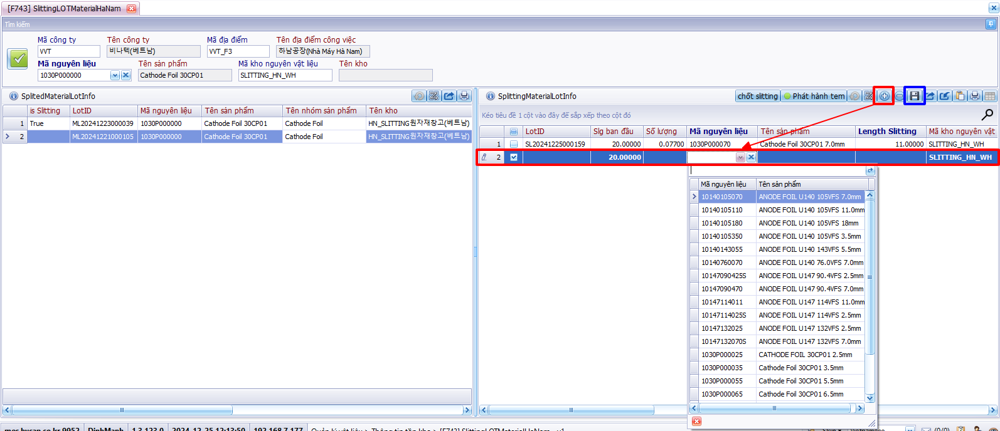 [F743] SlittingLOTMaterialHaNam
Tìm kiếm
Mã công ty Tên công ty Mã địa điểm Tên địa điểm công việc
VVT 비나텍(베트남) VVT_F3 하남공장(Nhà Máy Hà Nam)
Mã nguyên liệu Tên sản phẩm Mã kho nguyên vật liệu Tên kho
1030P000000 Cathode Foil 30CP01 SLITTING_HN_WH
SplitedMaterialLotInfo
is Slitting LotID Mã nguyên liệu Tên sản phẩm Tên nhóm sản phẩm Tên kho
1 True ML20241223000039 1030P000000 Cathode Foil 30CP01 Cathode Foil HN_SLITTING원자재창고(베트남)
2 ML20241221000105 1030P000000 Cathode Foil 30CP01 Cathode Foil HN_SLITTING원자재창고(베트남)
SplittingMaterialLotInfo chốt slitting Phát hành tem
Kéo tiêu đề 1 cột vào đây để sắp xếp theo cột đó
LotID Slg ban đầu Số lượng Mã nguyên liệu Tên sản phẩm Length Slitting Mã kho nguyên vật
1 SL20241225000159 20.00000 0.07700 1030P000070 Cathode Foil 30CP01 7.0mm 11.00000 SLITTING_HN_WH
2 20.00000 SLITTING_HN_WH
Mã nguyên liệu Tên sản phẩm
10140105070 ANODE FOIL U140 105VFS 7.0mm
10140105110 ANODE FOIL U140 105VFS 11.0mm
10140105180 ANODE FOIL U140 105VFS 18mm
10140105350 ANODE FOIL U140 105VFS 3.5mm
10140143055 ANODE FOIL U140 143VFS 5.5mm
10140760070 ANODE FOIL U140 76.0VFS 7.0mm
10147090425S ANODE FOIL U147 90.4VFS 2.5mm
10147090470 ANODE FOIL U147 90.4VFS 7.0mm
10147114011 ANODE FOIL U147 114VFS 11.0mm
10147114025S ANODE FOIL U147 114VFS 2.5mm
10147132025 ANODE FOIL U147 132VFS 2.5mm
10147132070S ANODE FOIL U147 132VFS 7.0mm
1030P000025 CATHODE FOIL 30CP01 2.5mm
1030P000035 Cathode Foil 30CP01 3.5mm
1030P000055 Cathode Foil 30CP01 5.5mm
1030P000065 Cathode Foil 30CP01 6.5mm
mes.hycap.co.kr 9952 DinhManh 1.3.123.0 2024-12-25 12:13:50 192.168.7.177 Quản lý vật liệu > Thông tin tồn kho > [F743] SlittingLOTMaterialHaNam Skin Vietnamese (0/0)